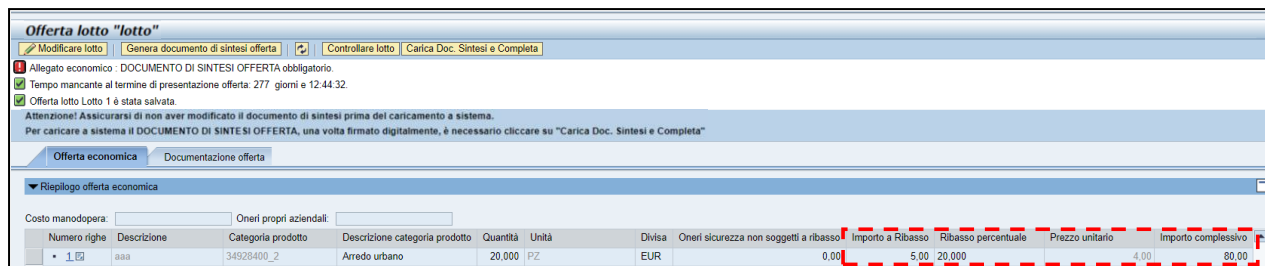 Offerta lotto "lotto"
Modificare lotto Genera documento di sintesi offerta Controllare lotto Carica Doc. Sintesi e Completa
Allegato economico : DOCUMENTO DI SINTESI OFFERTA obbligatorio.
Tempo mancante al termine di presentazione offerta: 277 giorni e 12:44:32.
Offerta lotto Lotto 1 è stata salvata.
Attenzione! Assicurarsi di non aver modificato il documento di sintesi prima del caricamento a sistema.
Per caricare a sistema il DOCUMENTO DI SINTESI OFFERTA, una volta firmato digitalmente, è necessario cliccare su "Carica Doc. Sintesi e Completa"
Offerta economica Documentazione offerta
Riepilogo offerta economica
Costo manodopera: Oneri propri aziendali:
Numero righe Descrizione Categoria prodotto Descrizione categoria prodotto Quantità Unità Divisa Oneri sicurezza non soggetti a ribasso Importo a Ribasso Ribasso percentuale Prezzo unitario Importo complessivo
• 1 aaa 34928400_2 Arredo urbano 20,000 PZ EUR 0,00 5,00 20,000 4,00 80,00